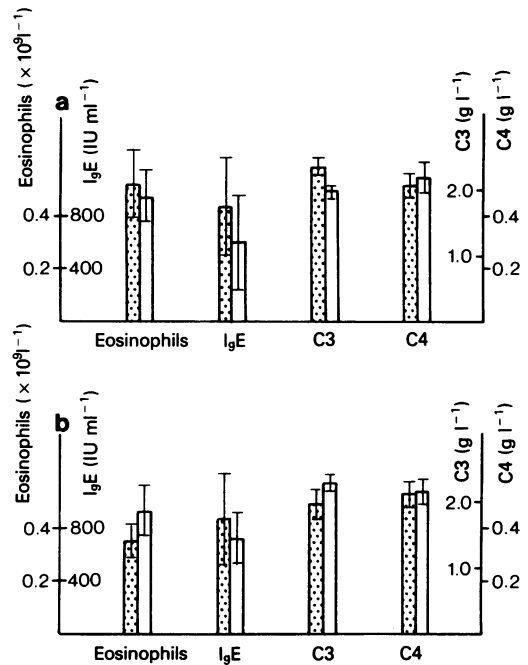 Eosinophils (× 10⁹l⁻¹)
IgE (IU ml⁻¹)
a
C3 (g l⁻¹)
C4 (g l⁻¹)
0.4 800 2.0 0.4
0.2 400 1.0 0.2
Eosinophils IgE C3 C4
Eosinophils (× 10⁹l⁻¹)
IgE (IU ml⁻¹)
b
C3 (g l⁻¹)
C4 (g l⁻¹)
0.4 800 2.0 0.4
0.2 400 1.0 0.2
Eosinophils IgE C3 C4